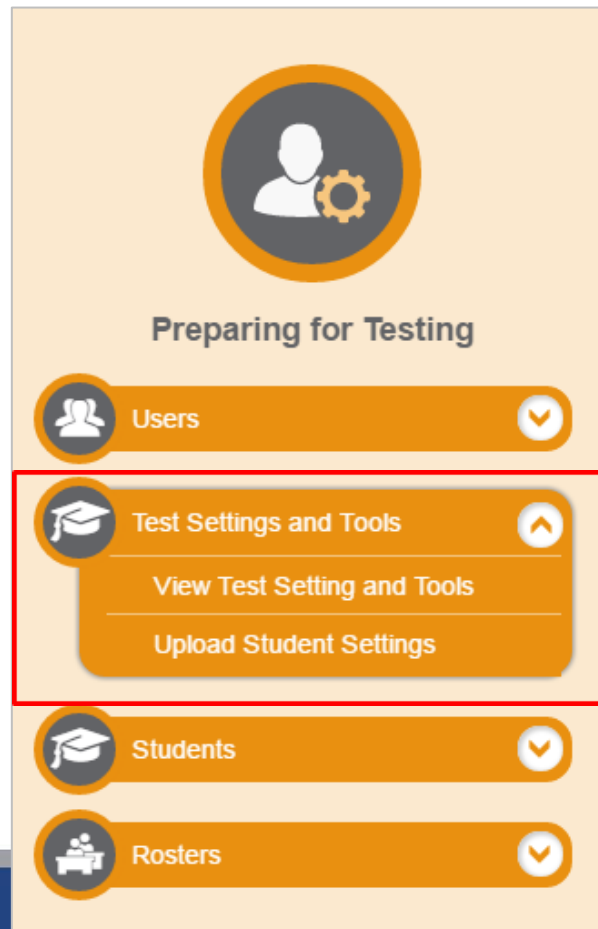 Preparing for Testing
Users
Test Settings and Tools
View Test Setting and Tools
Upload Student Settings
Students
Rosters